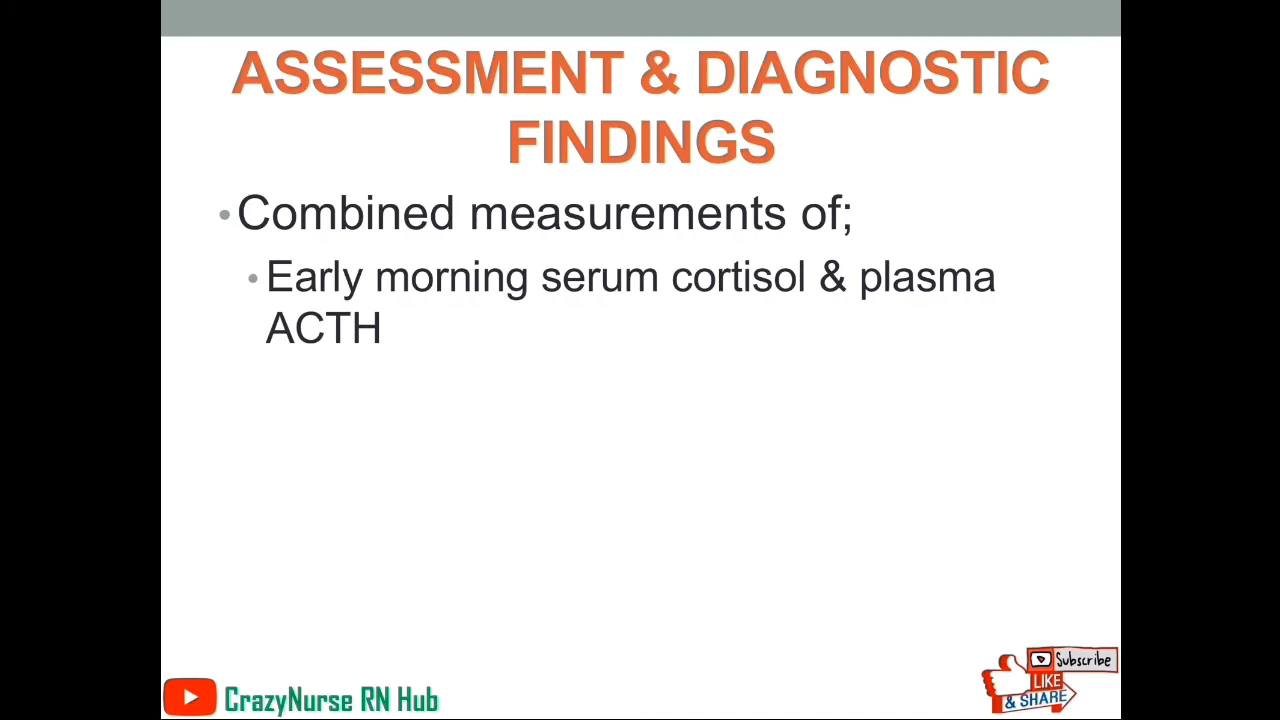 ASSESSMENT & DIAGNOSTIC
FINDINGS
•Combined measurements of;
•Early morning serum cortisol & plasma
ACTH
Subscribe
LIKE
& SHARE
CrazyNurse RN Hub